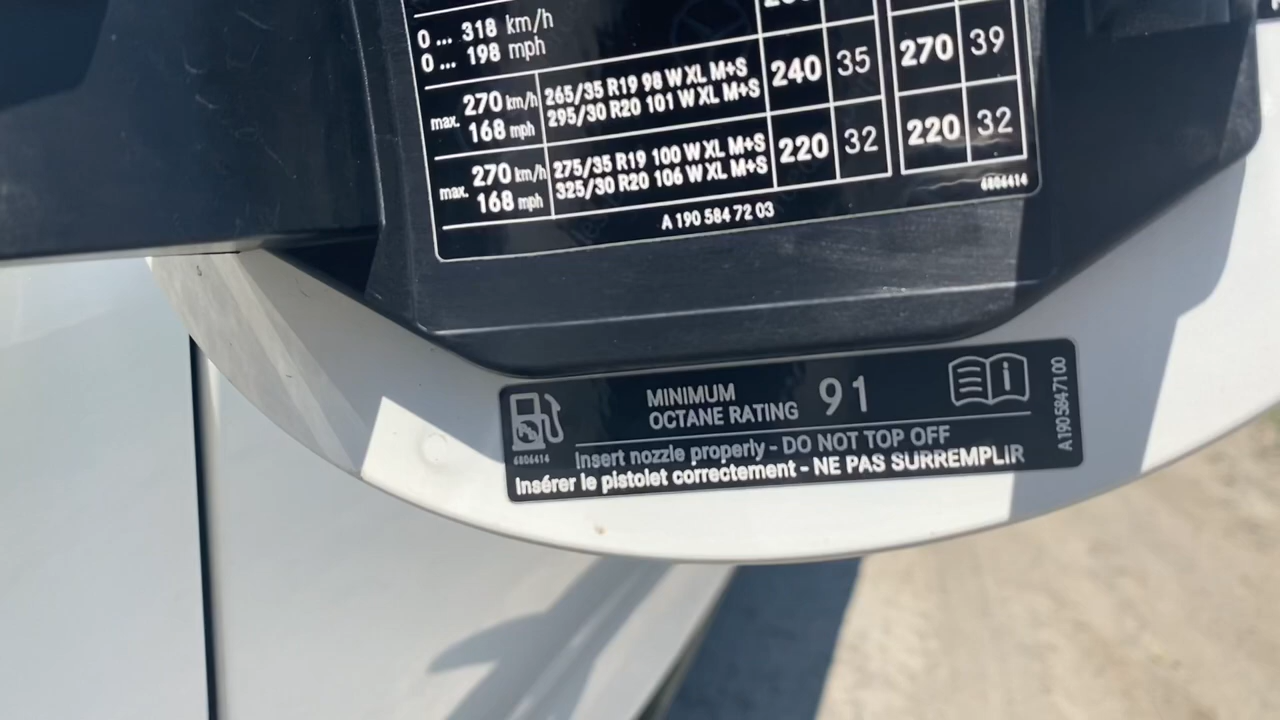 0 ... 318 km/h
0 ... 198 mph
max. 270 km/h 168 mph
265/35 R19 98 W XL M+S
295/30 R20 101 W XL M+S
240 35 270 39
max. 270 km/h 168 mph
275/35 R19 100 W XL M+S
325/30 R20 106 W XL M+S
220 32 220 32
6806414
A 190 584 72 03
MINIMUM
OCTANE RATING 91
6806414
Insert nozzle properly - DO NOT TOP OFF
Insérer le pistolet correctement - NE PAS SURREMPLIR
A 190 584 71 00